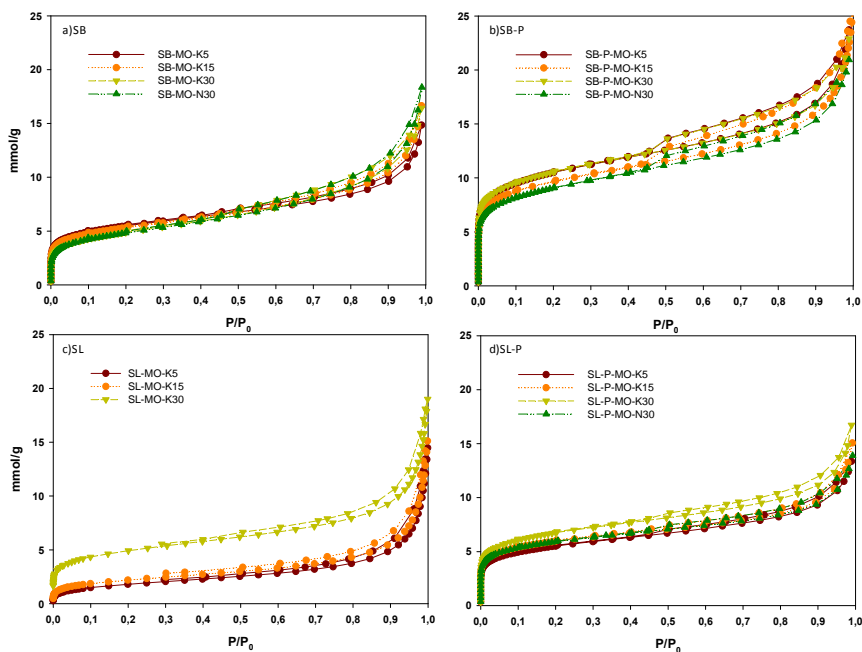 a)SB
SB-MO-K5
SB-MO-K15
SB-MO-K30
SB-MO-N30
mmol/g
25
20
15
10
5
0
0,0 0,1 0,2 0,3 0,4 0,5 0,6 0,7 0,8 0,9 1,0
P/P0
b)SB-P
SB-P-MO-K5
SB-P-MO-K15
SB-P-MO-K30
SB-P-MO-N30
25
20
15
10
5
0
0,0 0,1 0,2 0,3 0,4 0,5 0,6 0,7 0,8 0,9 1,0
P/P0
c)SL
SL-MO-K5
SL-MO-K15
SL-MO-K30
mmol/g
25
20
15
10
5
0
0,0 0,1 0,2 0,3 0,4 0,5 0,6 0,7 0,8 0,9 1,0
P/P0
d)SL-P
SL-P-MO-K5
SL-P-MO-K15
SL-P-MO-K30
SL-P-MO-N30
25
20
15
10
5
0
0,0 0,1 0,2 0,3 0,4 0,5 0,6 0,7 0,8 0,9 1,0
P/P0